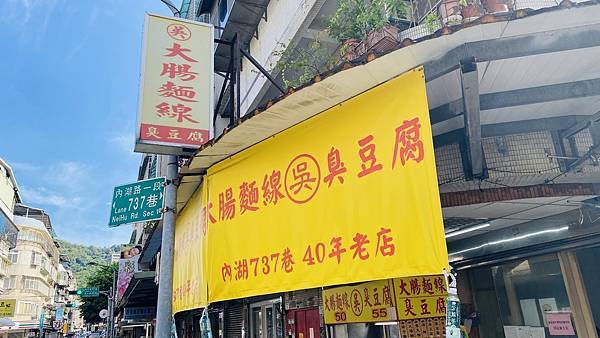 吳
大腸麵線
臭豆腐
內湖路一段
737巷
Lane 737
NeiHu Rd. Sec
大腸麵線 吳 臭豆腐
內湖737巷 40年老店
大腸麵線 吳 臭豆腐
50 55
大腸麵線
臭豆腐